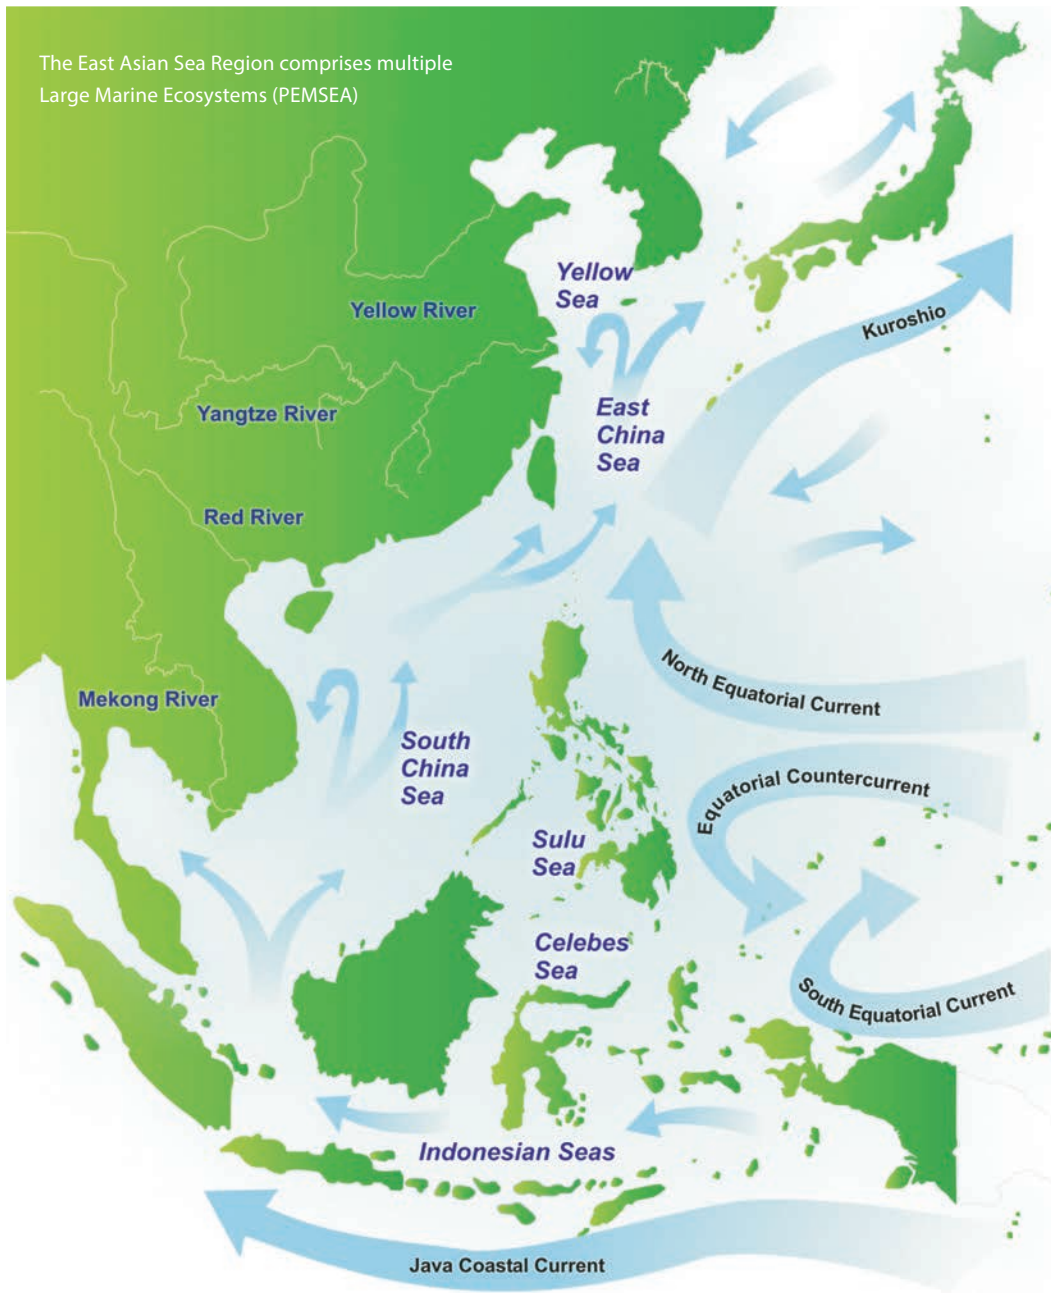 The East Asian Sea Region comprises multiple
Large Marine Ecosystems (PEMSEA)
Yellow
Sea
Yellow River
Kuroshio
Yangtze River
East
China
Sea
Red River
North Equatorial Current
Mekong River
South
China
Sea
Equatorial Countercurrent
Sulu
Sea
Celebes
Sea
South Equatorial Current
Indonesian Seas
Java Coastal Current